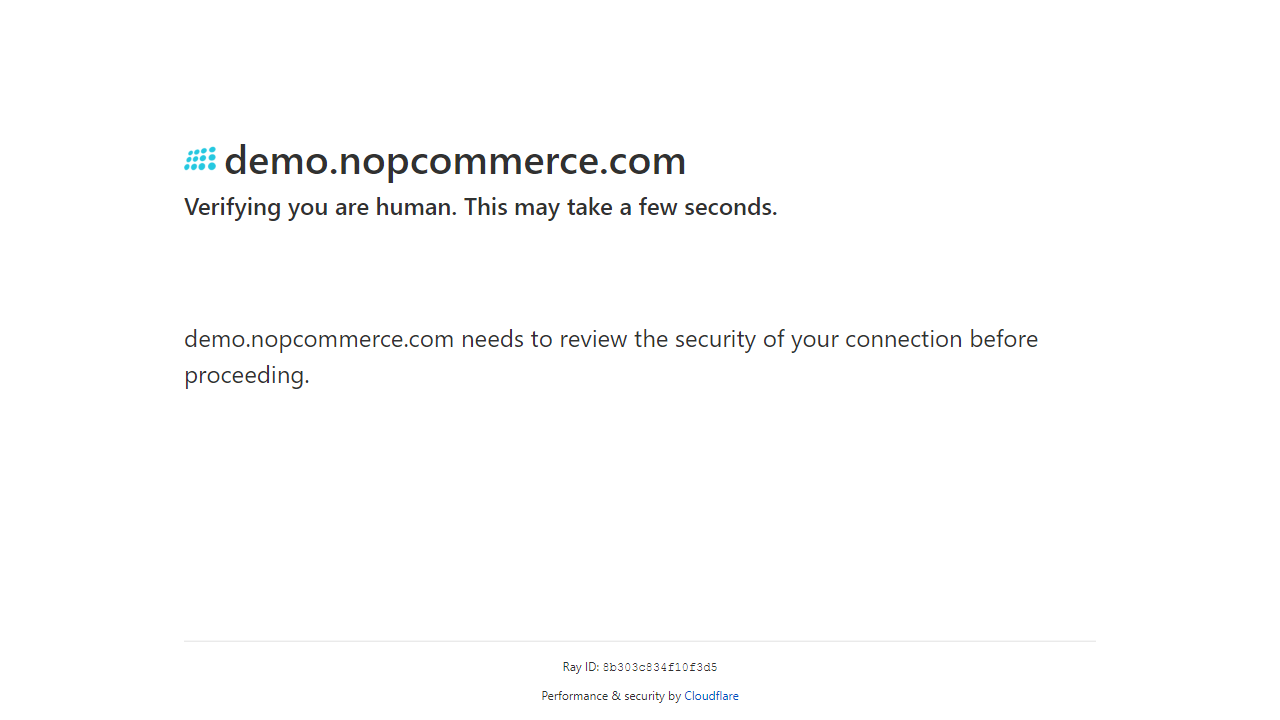 demo.nopcommerce.com
Verifying you are human. This may take a few seconds.
demo.nopcommerce.com needs to review the security of your connection before
proceeding.
Ray ID: 8b303c834f10f3d5
Performance & security by Cloudflare